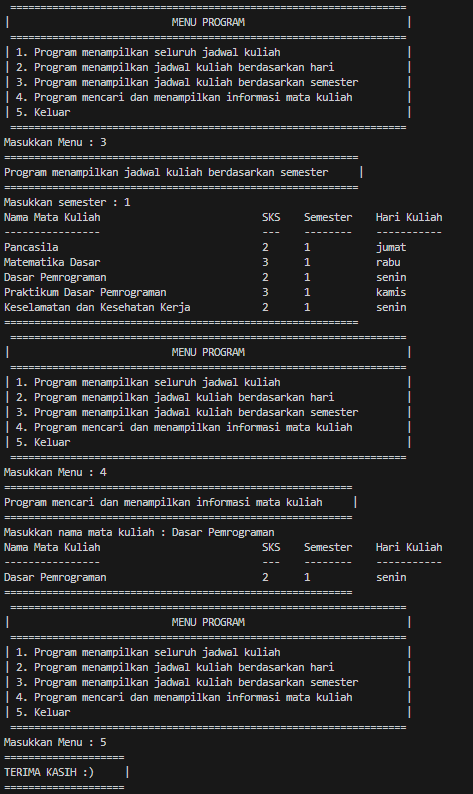 ==================================================================
|                           MENU PROGRAM                           |
==================================================================
| 1. Program menampilkan seluruh jadwal kuliah                     |
| 2. Program menampilkan jadwal kuliah berdasarkan hari            |
| 3. Program menampilkan jadwal kuliah berdasarkan semester        |
| 4. Program mencari dan menampilkan informasi mata kuliah         |
| 5. Keluar                                                        |
==================================================================
Masukkan Menu : 3
===========================================================
Program menampilkan jadwal kuliah berdasarkan semester     |
===========================================================
Masukkan semester : 1
Nama Mata Kuliah                           SKS    Semester    Hari Kuliah
----------------                           ---    --------    -----------
Pancasila                                  2      1           jumat
Matematika Dasar                           3      1           rabu
Dasar Pemrograman                          2      1           senin
Praktikum Dasar Pemrograman                3      1           kamis
Keselamatan dan Kesehatan Kerja            2      1           senin
===========================================================
==================================================================
|                           MENU PROGRAM                           |
==================================================================
| 1. Program menampilkan seluruh jadwal kuliah                     |
| 2. Program menampilkan jadwal kuliah berdasarkan hari            |
| 3. Program menampilkan jadwal kuliah berdasarkan semester        |
| 4. Program mencari dan menampilkan informasi mata kuliah         |
| 5. Keluar                                                        |
==================================================================
Masukkan Menu : 4
==========================================================
Program mencari dan menampilkan informasi mata kuliah     |
==========================================================
Masukkan nama mata kuliah : Dasar Pemrograman
Nama Mata Kuliah                           SKS    Semester    Hari Kuliah
----------------                           ---    --------    -----------
Dasar Pemrograman                          2      1           senin
==========================================================
==================================================================
|                           MENU PROGRAM                           |
==================================================================
| 1. Program menampilkan seluruh jadwal kuliah                     |
| 2. Program menampilkan jadwal kuliah berdasarkan hari            |
| 3. Program menampilkan jadwal kuliah berdasarkan semester        |
| 4. Program mencari dan menampilkan informasi mata kuliah         |
| 5. Keluar                                                        |
==================================================================
Masukkan Menu : 5
====================
TERIMA KASIH :)     |
====================